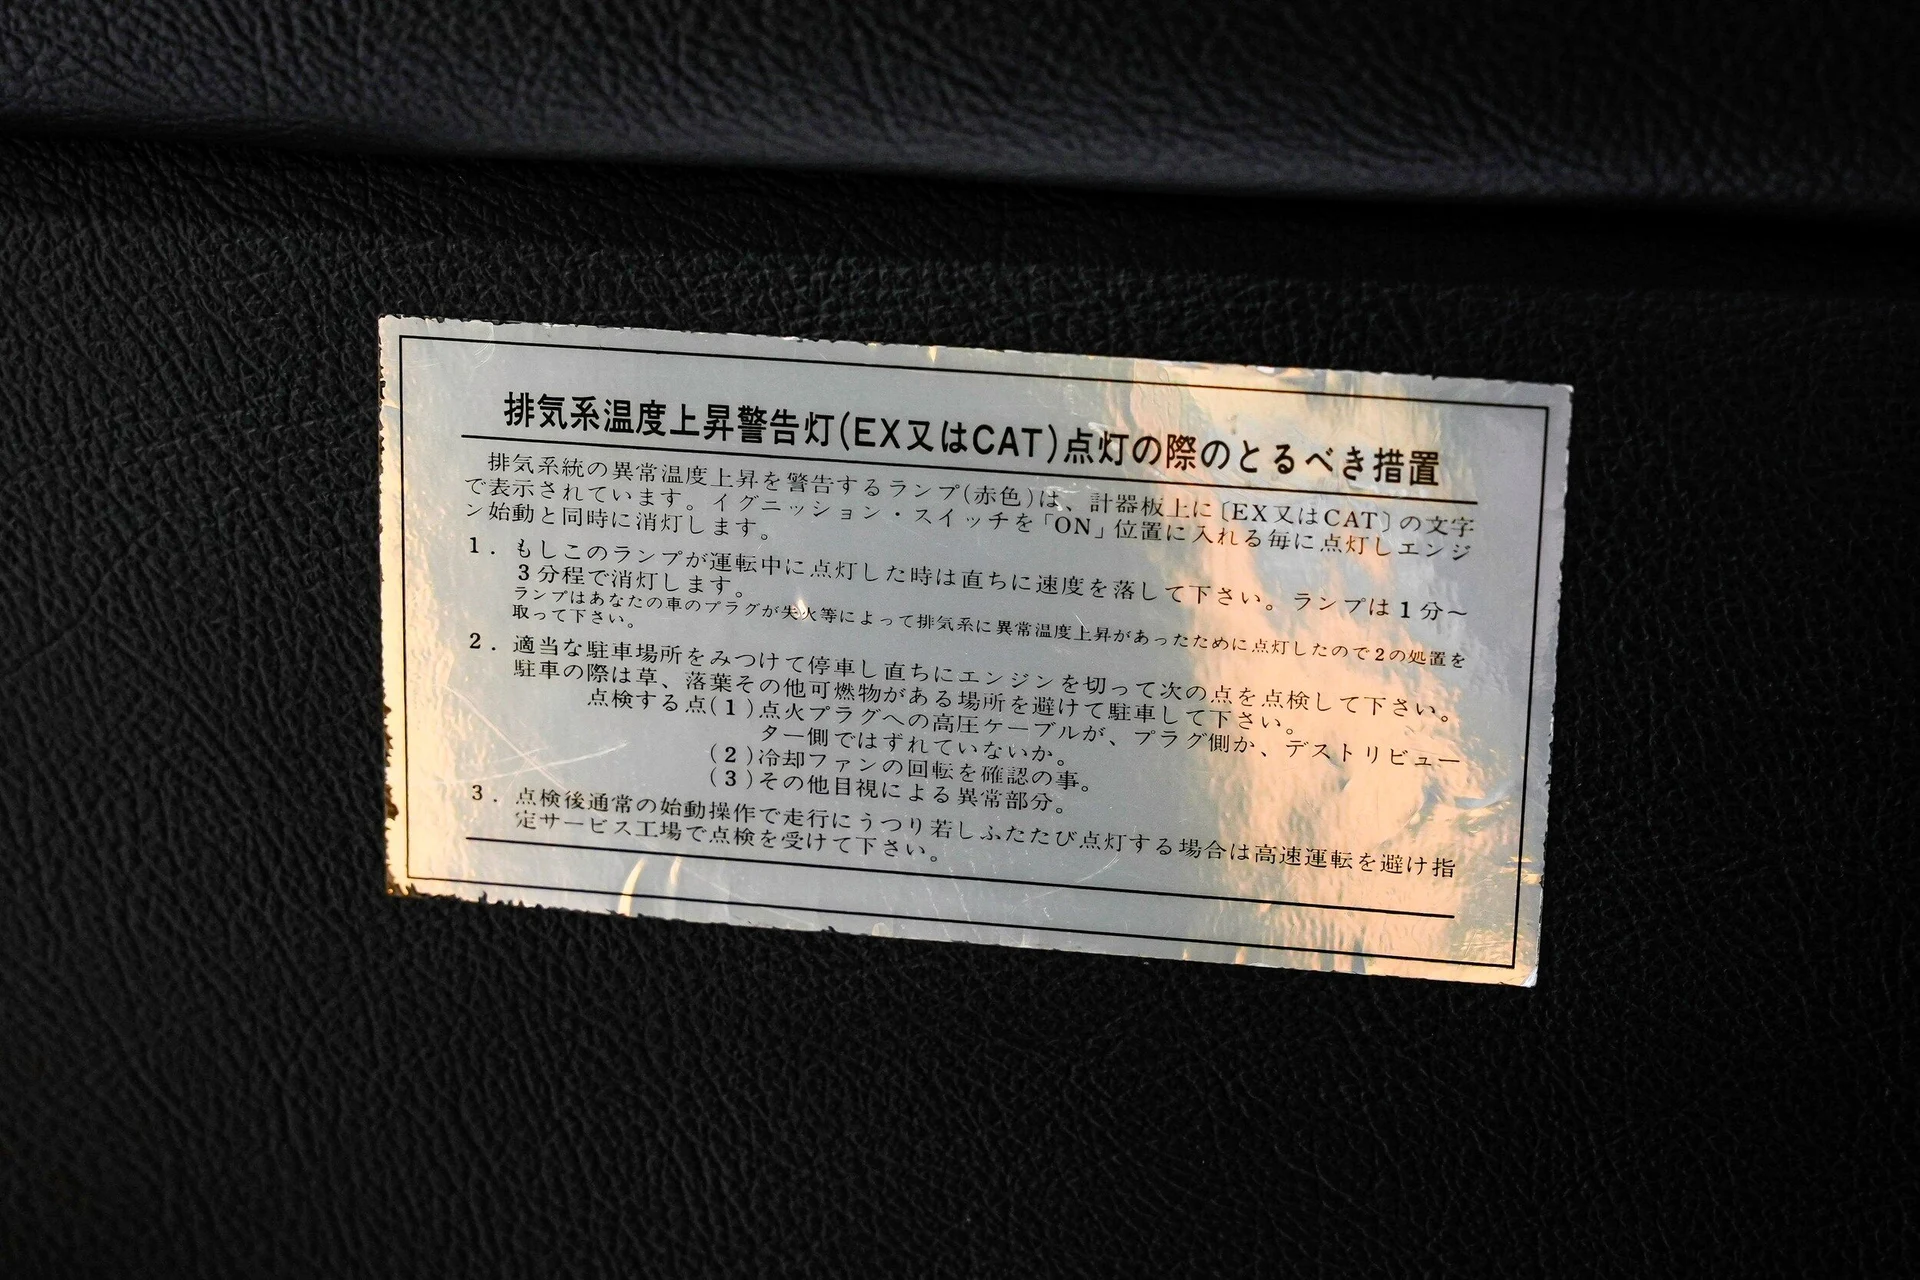 排気系温度上昇警告灯(EX又はCAT)点灯の際のとるべき措置
排気系統の異常温度上昇を警告するランプ(赤色)は、計器板上に〔EX又はCAT〕の文字
で表示されています。イグニッション・スイッチを「ON」位置に入れる毎に点灯しエンジ
ン始動と同時に消灯します。
1．もしこのランプが運転中に点灯した時は直ちに速度を落して下さい。ランプは1分〜
3分程で消灯します。
ランプはあなたの車のプラグが失火等によって排気系に異常温度上昇があったために点灯したので2の処置を
取って下さい。
2．適当な駐車場所をみつけて停車し直ちにエンジンを切って次の点を点検して下さい。
駐車の際は草、落葉その他可燃物がある場所を避けて駐車して下さい。
点検する点(1)点火プラグへの高圧ケーブルが、プラグ側か、デストリビュー
ター側ではずれていないか。
(2)冷却ファンの回転を確認の事。
(3)その他目視による異常部分。
3．点検後通常の始動操作で走行にうつり若しふたたび点灯する場合は高速運転を避け指
定サービス工場で点検を受けて下さい。